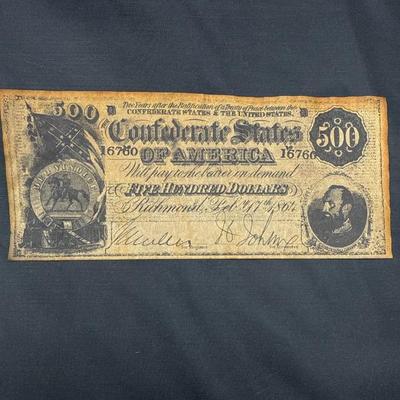 Two Years after the Ratification of a Treaty of Peace between the
CONFEDERATE STATES & THE UNITED STATES.
500
Confederate States
500
16760
16760
OF AMERICA
Will pay to the bearer on demand
FIVE HUNDRED DOLLARS
Richmond, Feb. 17th 1864